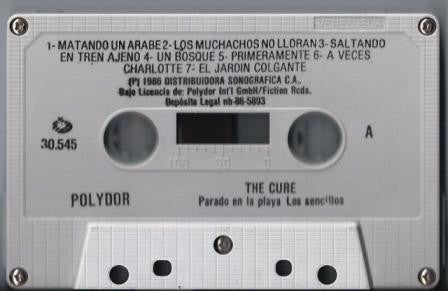 VENEZUELA
1- MATANDO UN ARABE 2- LOS MUCHACHOS NO LLORAN 3- SALTANDO
EN TREN AJENO 4- UN BOSQUE 5- PRIMERAMENTE 6- A VECES
CHARLOTTE 7- EL JARDIN COLGANTE
(P) 1986 DISTRIBUIDORA SONOGRAFICA C.A.,
Bajo Licencia de: Polydor Int'l GmbH/Fiction Rcds.
Depósito Legal nb-86-5893
30.545
A
100 50 0
POLYDOR
THE CURE
Parado en la playa Los sencillos